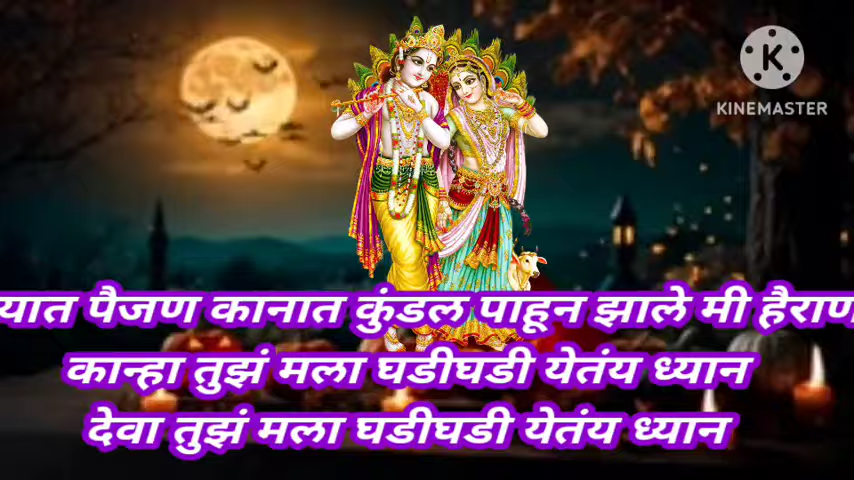 KINEMASTER
यात पैजण कानात कुंडल पाहून झाले मी हैराण
कान्हा तुझं मला घडीघडी येतंय ध्यान
देवा तुझं मला घडीघडी येतंय ध्यान